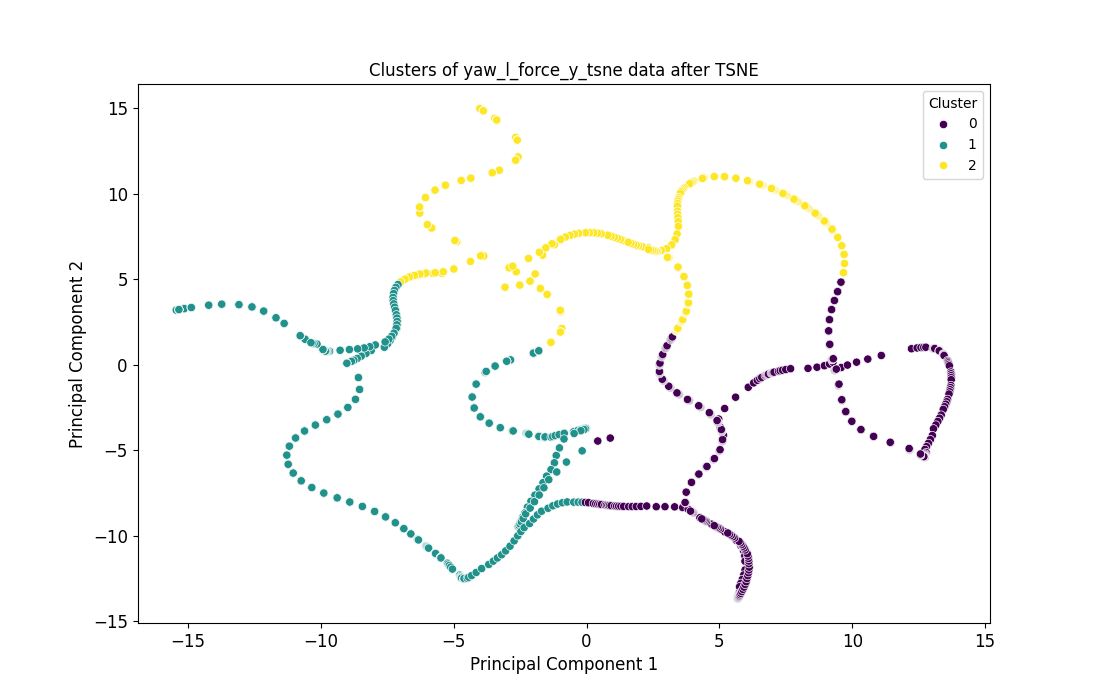 Clusters of yaw_l_force_y_tsne data after TSNE
Cluster
0
1
2
15
10
5
0
−5
−10
−15
Principal Component 2
−15 −10 −5 0 5 10 15
Principal Component 1